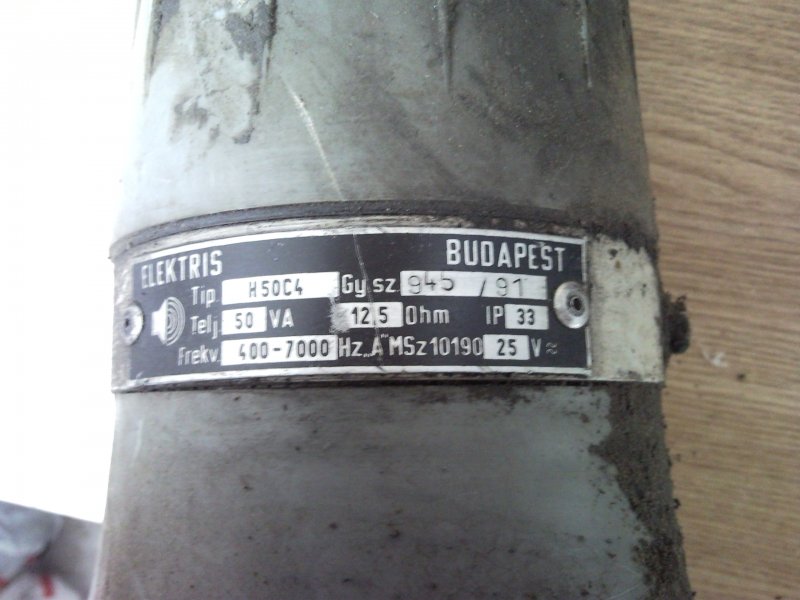 ELEKTRIS BUDAPEST
Tip. H50C4 Gy.sz. 945 / 91
Telj. 50 VA 12,5 Ohm IP 33
Frekv. 400-7000 Hz „A" MSz 10190 25 V